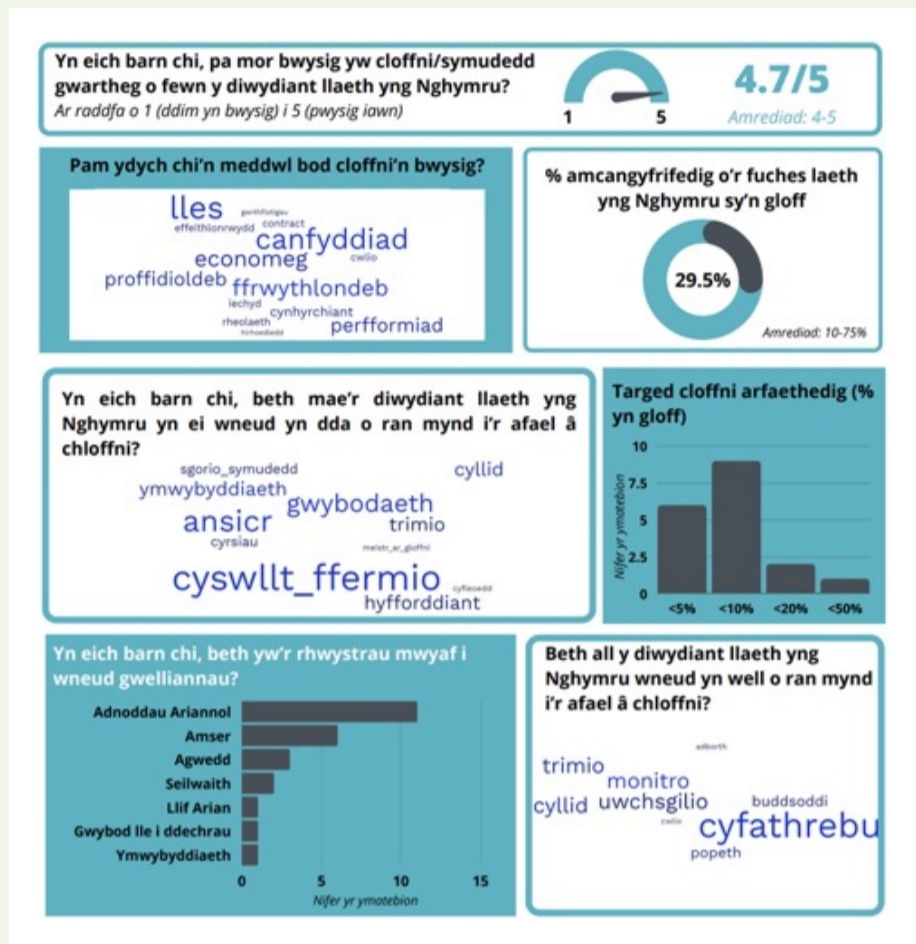 Yn eich barn chi, pa mor bwysig yw cloffni/symudedd
gwartheg o fewn y diwydiant llaeth yng Nghymru?
Ar raddfa o 1 (ddim yn bwysig) i 5 (pwysig iawn)
1
5
4.7/5
Amrediad: 4-5
Pam ydych chi'n meddwl bod cloffni'n bwysig?
lles
effeithlonrwydd
contract
canfyddiad
economeg
cwlio
proffidioldeb
ffrwythlondeb
iechyd
cynhyrchiant
rheolaeth
perfformiad
% amcangyfrifedig o'r fuches laeth
yng Nghymru sy'n gloff
29.5%
Amrediad: 10-75%
Yn eich barn chi, beth mae'r diwydiant llaeth yng
Nghymru yn ei wneud yn dda o ran mynd i'r afael â
chloffni?
sgorio_symudedd
cyllid
ymwybyddiaeth
gwybodaeth
ansicr
trimio
cyrsiau
meistr_ar_gloffni
cyswllt_ffermio
hyfforddiant
Targed cloffni arfaethedig (%
yn gloff)
Nifer yr ymatebion
10
7.5
5
2.5
0
<5%
<10%
<20%
<50%
Yn eich barn chi, beth yw'r rhwystrau mwyaf i
wneud gwelliannau?
Adnoddau Ariannol
Amser
Agwedd
Seilwaith
Llif Arian
Gwybod lle i ddechrau
Ymwybyddiaeth
0
5
10
15
Nifer yr ymatebion
Beth all y diwydiant llaeth yng
Nghymru wneud yn well o ran mynd
i'r afael â chloffni?
adborth
trimio
monitro
cyllid
uwchsgilio
buddsoddi
cwlio
cyfathrebu
popeth